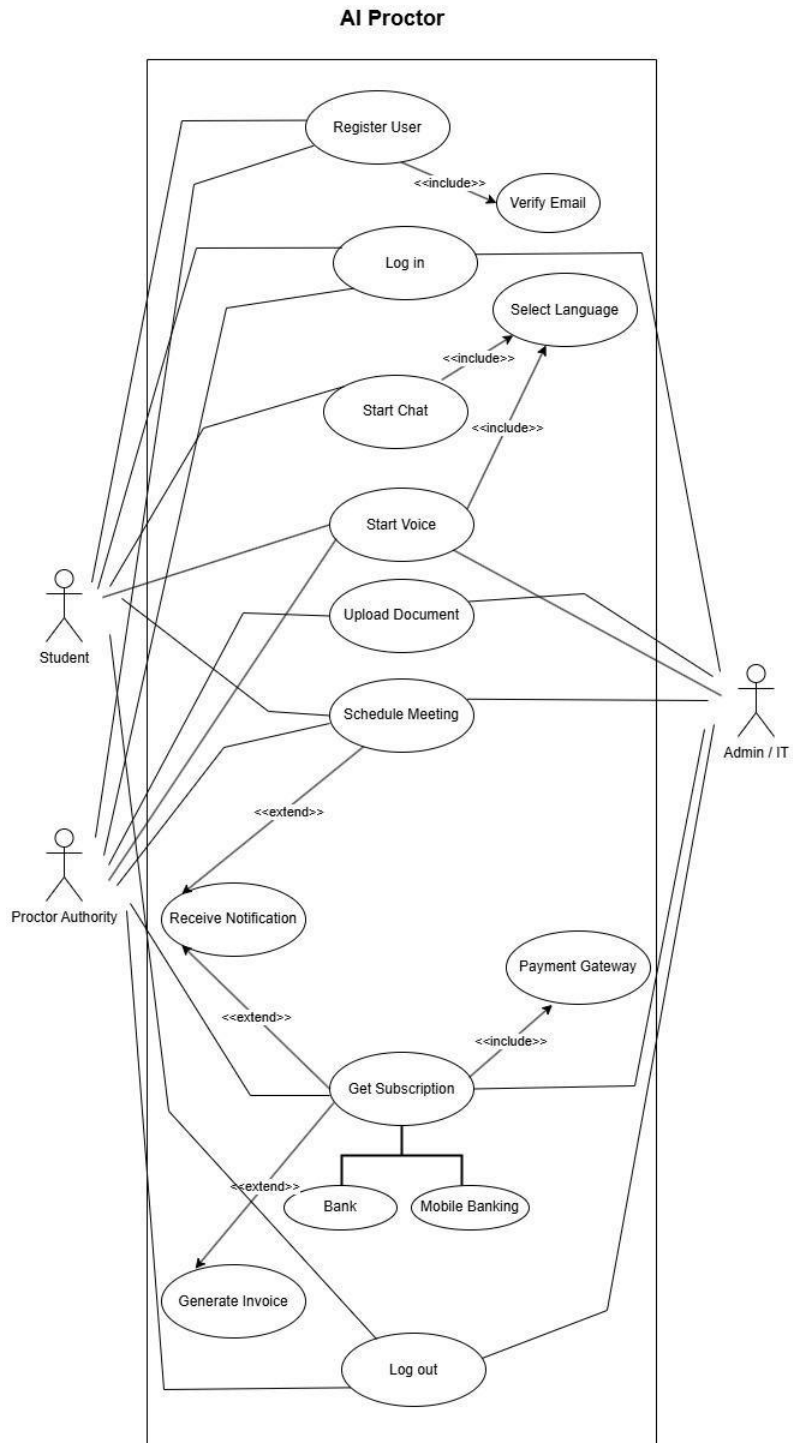 AI Proctor
Register User
<<include>>
Verify Email
Log in
Select Language
<<include>>
Start Chat
<<include>>
Start Voice
Upload Document
Student
Schedule Meeting
Admin / IT
<<extend>>
Receive Notification
Proctor Authority
Payment Gateway
<<extend>>
<<include>>
Get Subscription
<<extend>>
Bank
Mobile Banking
Generate Invoice
Log out